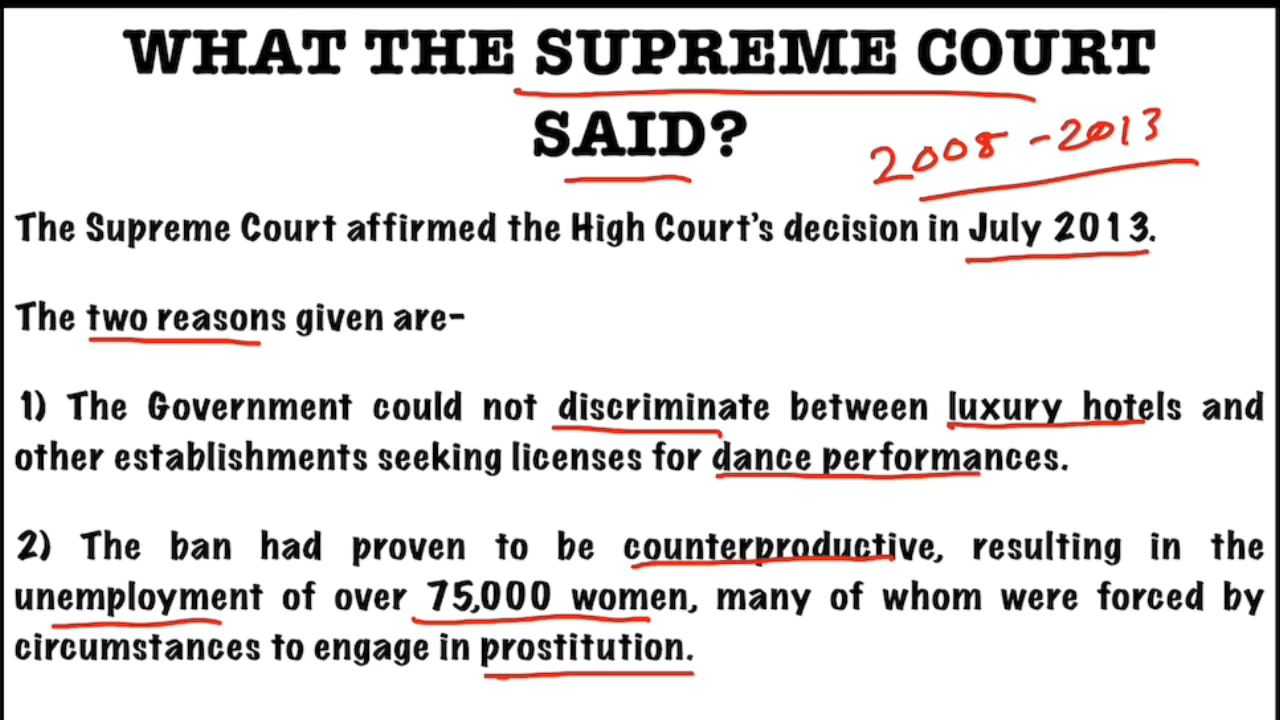 WHAT THE SUPREME COURT
SAID?
2008 - 2013
The Supreme Court affirmed the High Court's decision in July 2013.
The two reasons given are-
1) The Government could not discriminate between luxury hotels and
other establishments seeking licenses for dance performances.
2) The ban had proven to be counterproductive, resulting in the
unemployment of over 75,000 women, many of whom were forced by
circumstances to engage in prostitution.